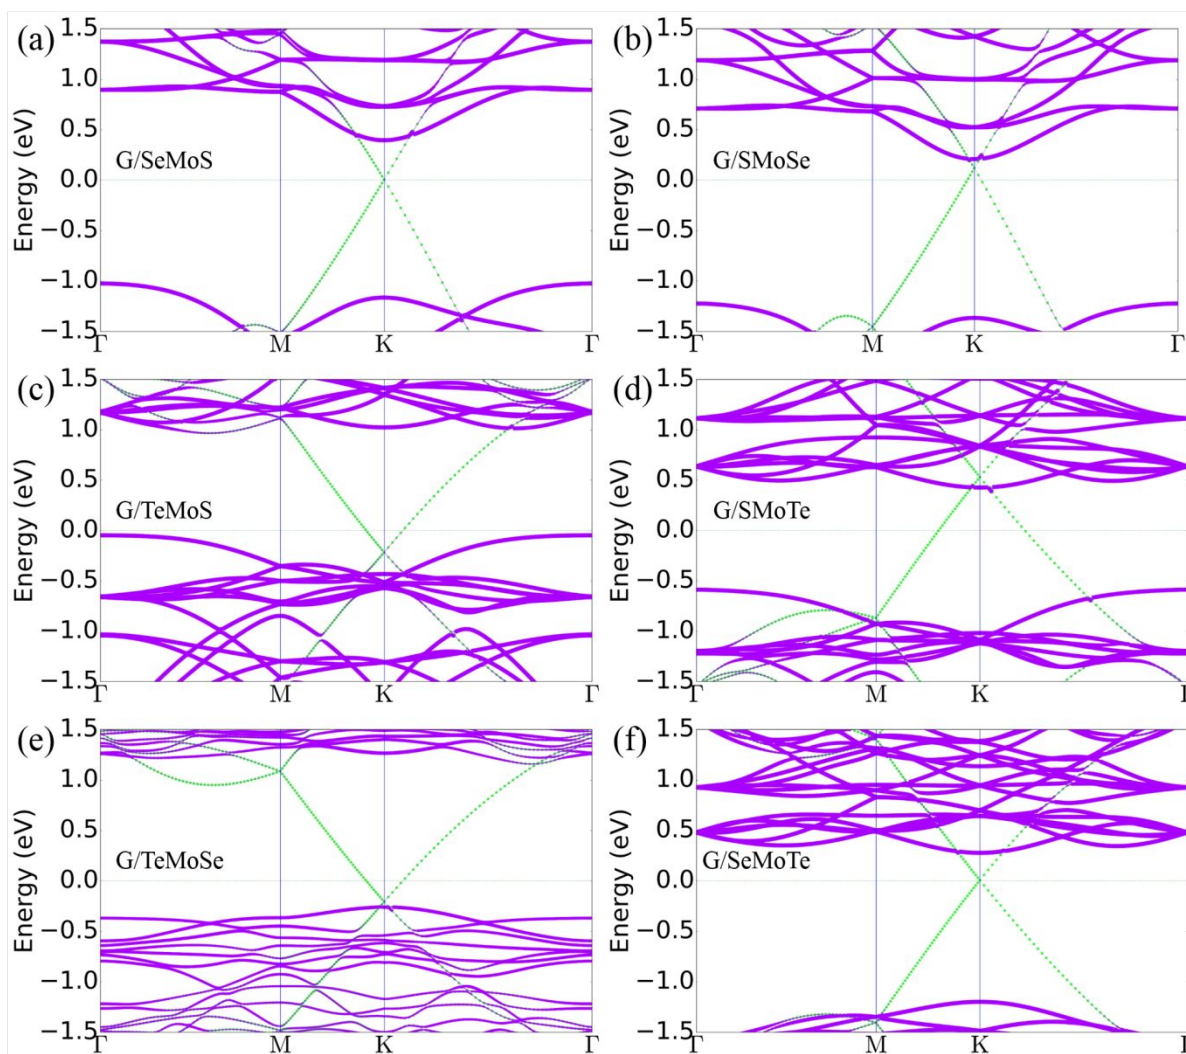 (a)
1.5
1.0
0.5
0.0
−0.5
−1.0
−1.5
Energy (eV)
G/SeMoS
Γ M K Γ
(b)
1.5
1.0
0.5
0.0
−0.5
−1.0
−1.5
Energy (eV)
G/SMoSe
Γ M K Γ
(c)
1.5
1.0
0.5
0.0
−0.5
−1.0
−1.5
Energy (eV)
G/TeMoS
Γ M K Γ
(d)
1.5
1.0
0.5
0.0
−0.5
−1.0
−1.5
Energy (eV)
G/SMoTe
Γ M K Γ
(e)
1.5
1.0
0.5
0.0
−0.5
−1.0
−1.5
Energy (eV)
G/TeMoSe
Γ M K Γ
(f)
1.5
1.0
0.5
0.0
−0.5
−1.0
−1.5
Energy (eV)
G/SeMoTe
Γ M K Γ